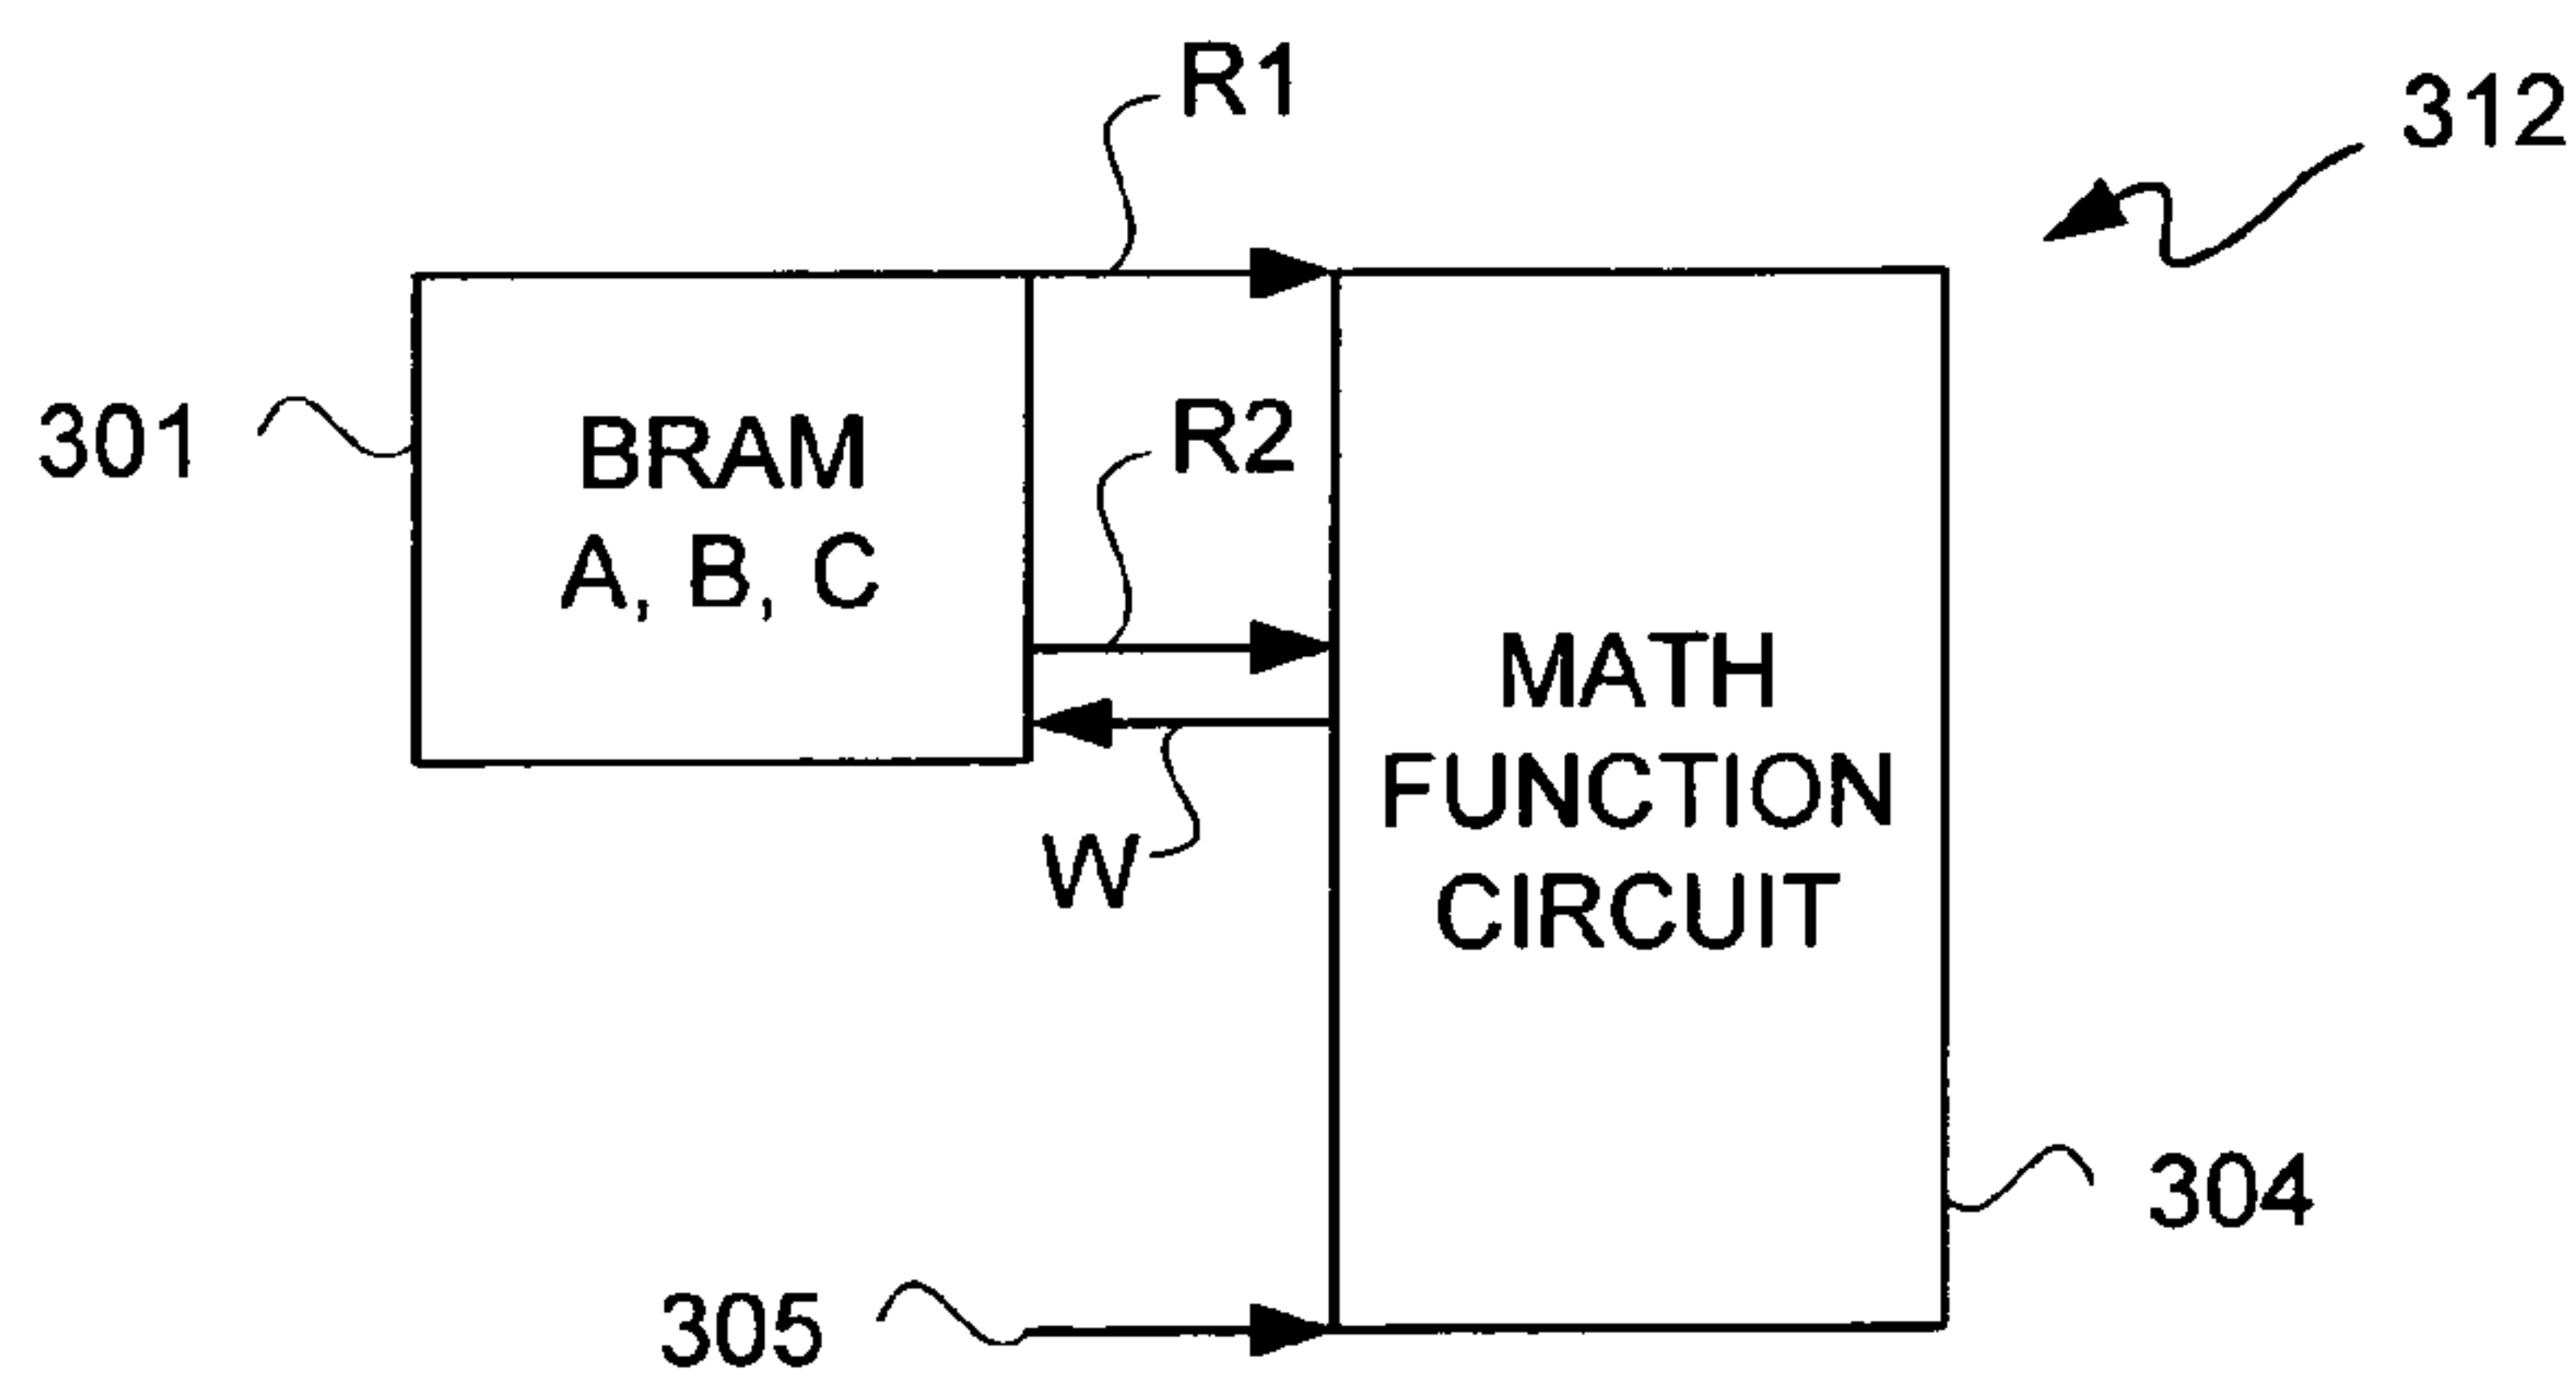 R1
312
301
BRAM
A, B, C
R2
W
MATH
FUNCTION
CIRCUIT
304
305